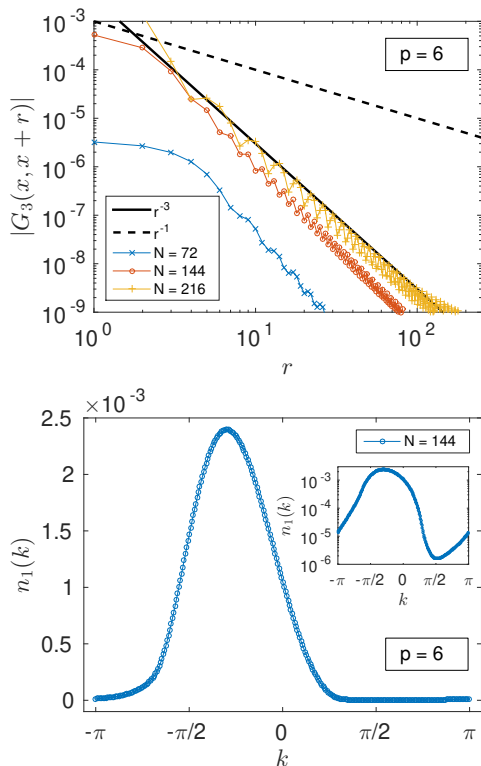 10^-3
10^-4
10^-5
10^-6
10^-7
10^-8
10^-9
|G_3(x, x + r)|
p = 6
r^-3
r^-1
N = 72
N = 144
N = 216
10^0
10^1
10^2
r
×10^-3
2.5
2
1.5
1
0.5
0
n_1(k)
N = 144
10^-3
10^-4
10^-5
10^-6
n_1(k)
-π
-π/2
0
π/2
π
k
p = 6
-π
-π/2
0
π/2
π
k